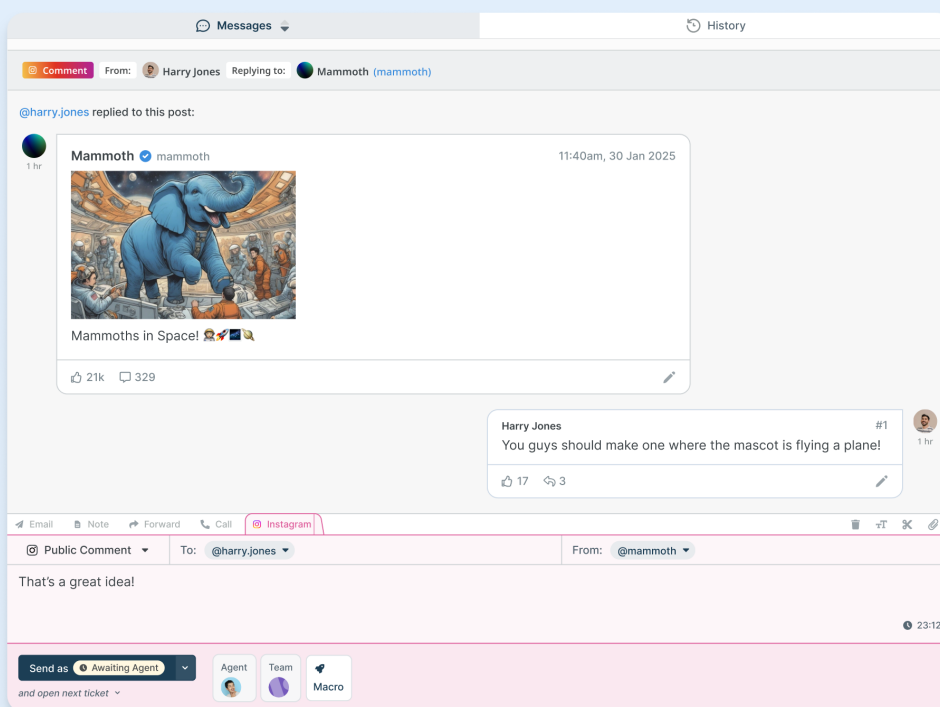 Messages
History
Comment From: Harry Jones Replying to: Mammoth (mammoth)
@harry.jones replied to this post:
1 hr
Mammoth mammoth 11:40am, 30 Jan 2025
Mammoths in Space! 👨‍🚀🚀🌌🪐
21k 329
Harry Jones #1
You guys should make one where the mascot is flying a plane!
1 hr
17 3
Email Note Forward Call Instagram
Public Comment To: @harry.jones From: @mammoth
That's a great idea!
23:12
Send as Awaiting Agent
and open next ticket
Agent Team
Macro